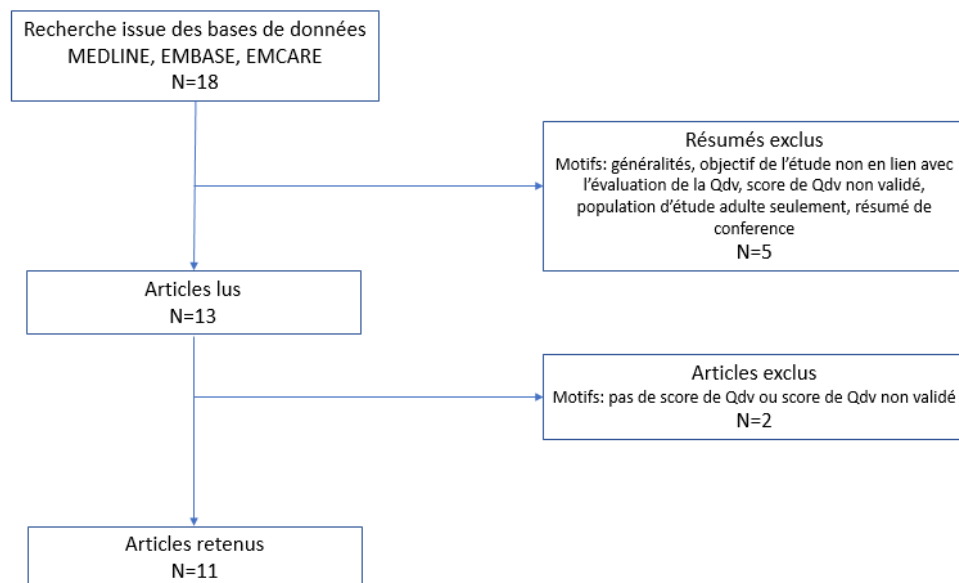 Recherche issue des bases de données
MEDLINE, EMBASE, EMCARE
N=18
Résumés exclus
Motifs: généralités, objectif de l'étude non en lien avec
l'évaluation de la Qdv, score de Qdv non validé,
population d'étude adulte seulement, résumé de
conference
N=5
Articles lus
N=13
Articles exclus
Motifs: pas de score de Qdv ou score de Qdv non validé
N=2
Articles retenus
N=11